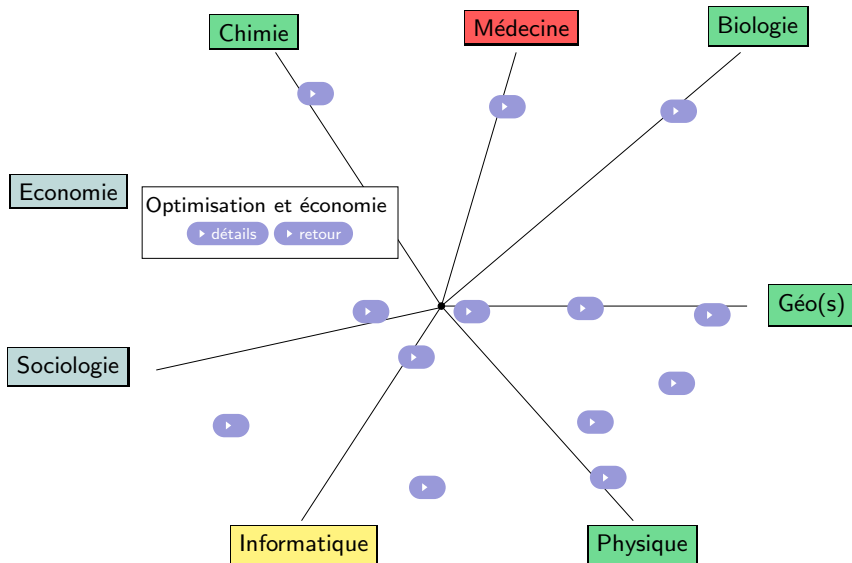 Chimie
Médecine
Biologie
Economie
Optimisation et économie
détails retour
Géo(s)
Sociologie
Informatique
Physique